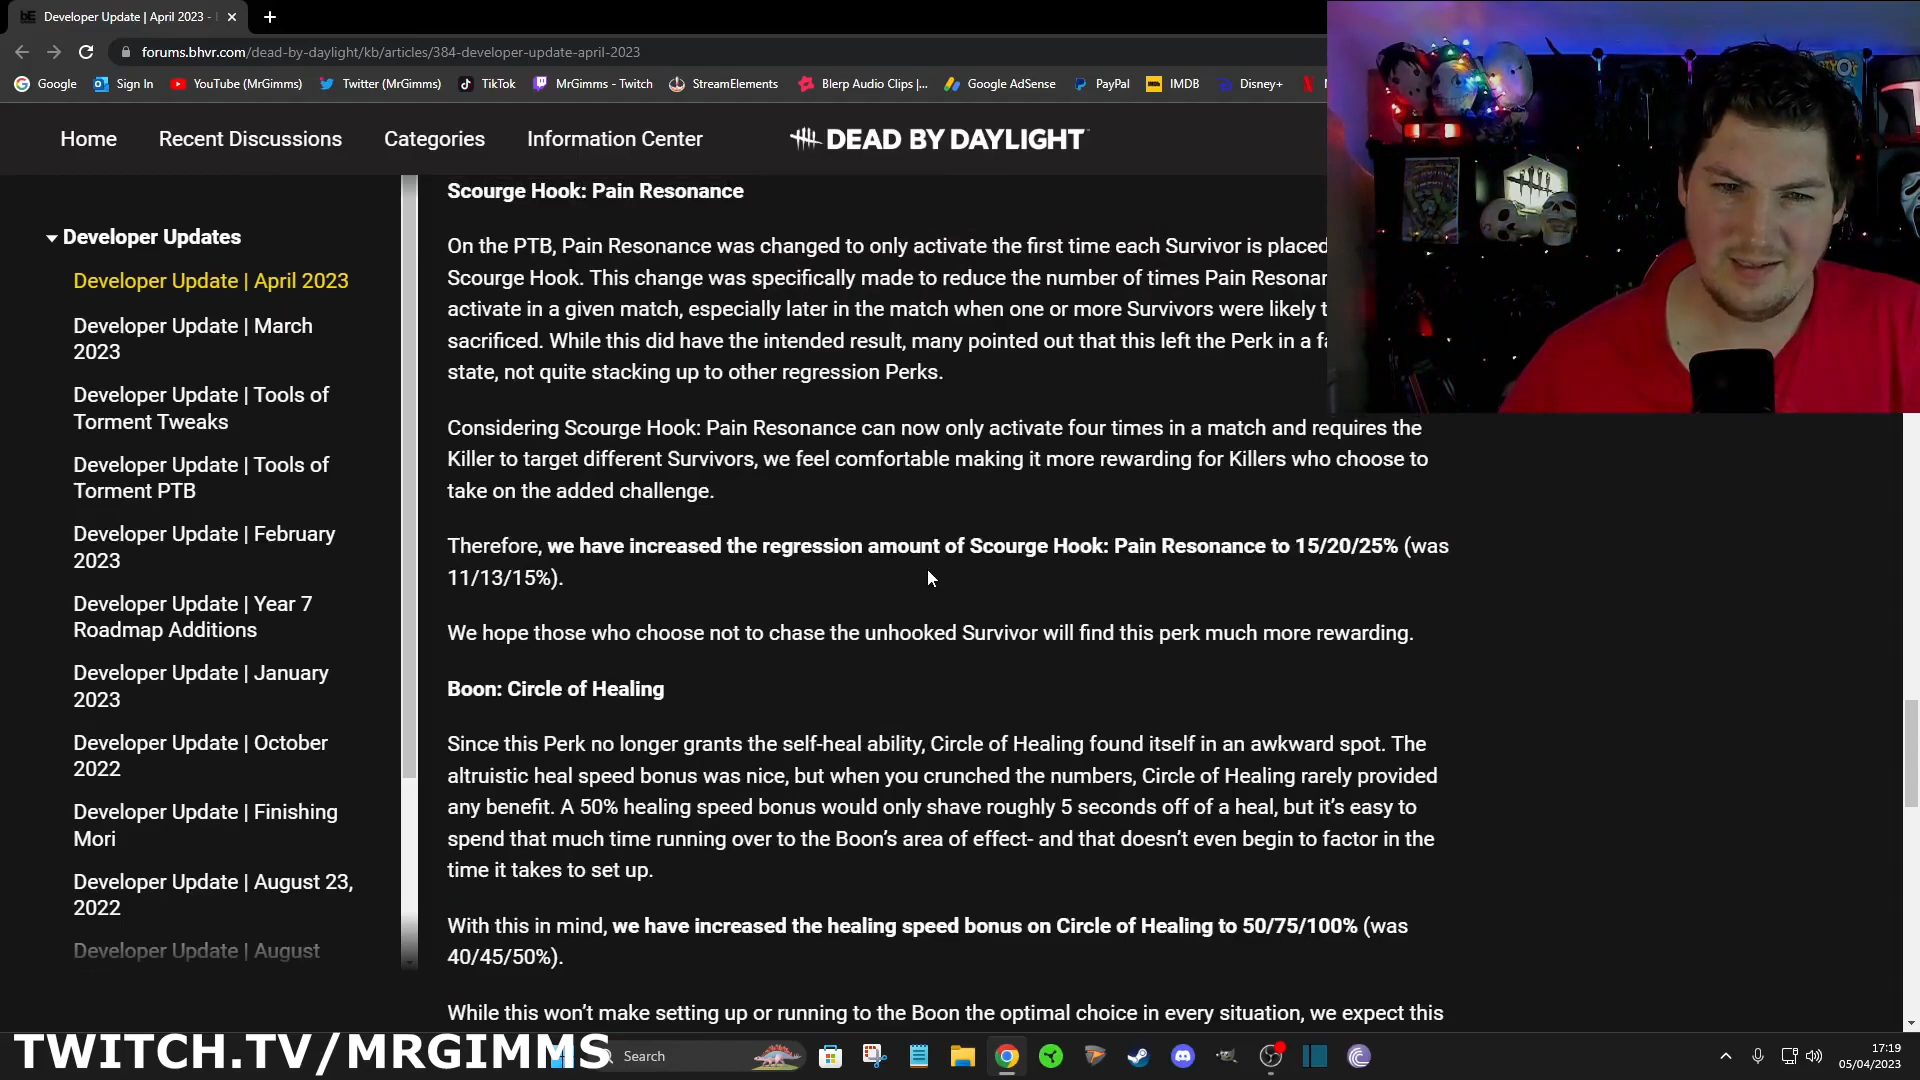 Developer Update | April 2023 -
forums.bhvr.com/dead-by-daylight/kb/articles/384-developer-update-april-2023
Google
Sign In
YouTube (MrGimms)
Twitter (MrGimms)
TikTok
MrGimms - Twitch
StreamElements
Blerp Audio Clips |...
Google AdSense
PayPal
IMDB
Disney+
Home
Recent Discussions
Categories
Information Center
DEAD BY DAYLIGHT
Developer Updates
Developer Update | April 2023
Developer Update | March
2023
Developer Update | Tools of
Torment Tweaks
Developer Update | Tools of
Torment PTB
Developer Update | February
2023
Developer Update | Year 7
Roadmap Additions
Developer Update | January
2023
Developer Update | October
2022
Developer Update | Finishing
Mori
Developer Update | August 23,
2022
Developer Update | August
Scourge Hook: Pain Resonance
On the PTB, Pain Resonance was changed to only activate the first time each Survivor is placed
Scourge Hook. This change was specifically made to reduce the number of times Pain Resonan
activate in a given match, especially later in the match when one or more Survivors were likely t
sacrificed. While this did have the intended result, many pointed out that this left the Perk in a fa
state, not quite stacking up to other regression Perks.
Considering Scourge Hook: Pain Resonance can now only activate four times in a match and requires the
Killer to target different Survivors, we feel comfortable making it more rewarding for Killers who choose to
take on the added challenge.
Therefore, we have increased the regression amount of Scourge Hook: Pain Resonance to 15/20/25% (was
11/13/15%).
We hope those who choose not to chase the unhooked Survivor will find this perk much more rewarding.
Boon: Circle of Healing
Since this Perk no longer grants the self-heal ability, Circle of Healing found itself in an awkward spot. The
altruistic heal speed bonus was nice, but when you crunched the numbers, Circle of Healing rarely provided
any benefit. A 50% healing speed bonus would only shave roughly 5 seconds off of a heal, but it's easy to
spend that much time running over to the Boon's area of effect- and that doesn't even begin to factor in the
time it takes to set up.
With this in mind, we have increased the healing speed bonus on Circle of Healing to 50/75/100% (was
40/45/50%).
While this won't make setting up or running to the Boon the optimal choice in every situation, we expect this
TWITCH.TV/MRGIMMS
Search
17:19
05/04/2023